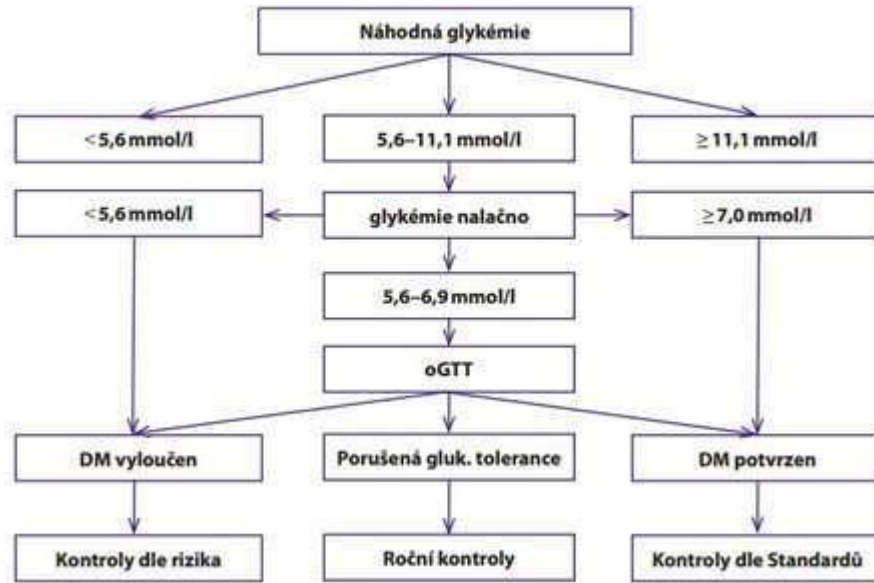 Náhodná glykémie
<5,6 mmol/l
5,6–11,1 mmol/l
≥ 11,1 mmol/l
<5,6 mmol/l
glykémie nalačno
≥ 7,0 mmol/l
5,6–6,9 mmol/l
oGTT
DM vyloučen
Porušená gluk. tolerance
DM potvrzen
Kontroly dle rizika
Roční kontroly
Kontroly dle Standardů